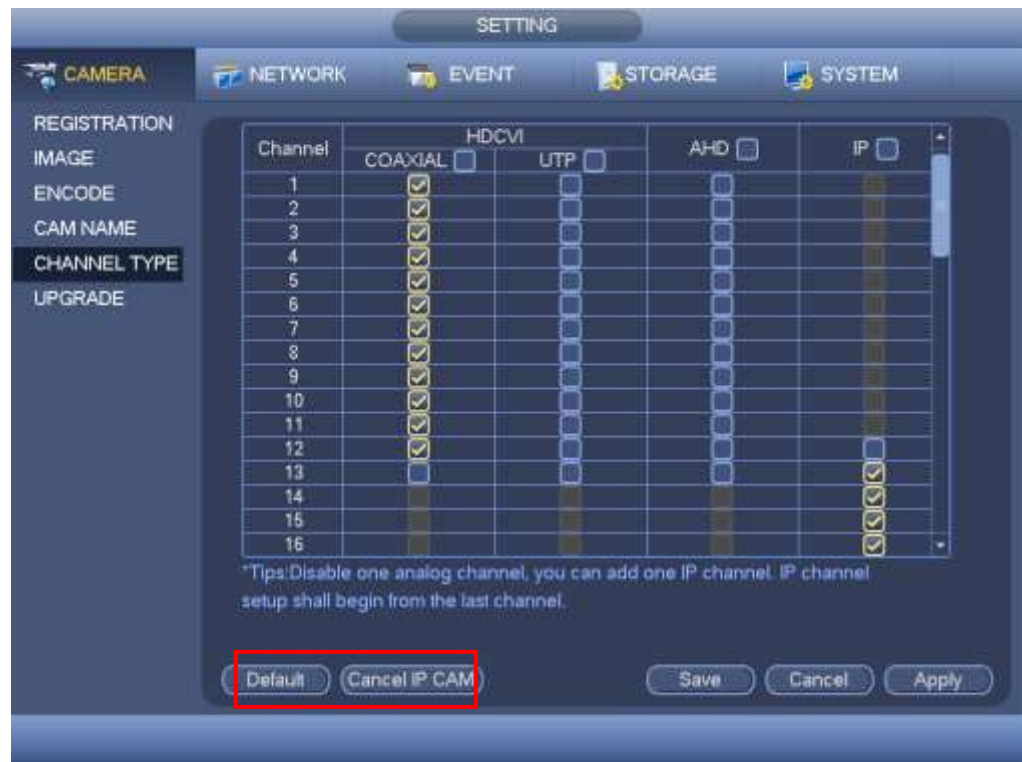 SETTING
CAMERA NETWORK EVENT STORAGE SYSTEM
REGISTRATION
IMAGE
ENCODE
CAM NAME
CHANNEL TYPE
UPGRADE
Channel HDCVI AHD IP
COAXIAL UTP
1
2
3
4
5
6
7
8
9
10
11
12
13
14
15
16
*Tips:Disable one analog channel, you can add one IP channel. IP channel
setup shall begin from the last channel.
Default Cancel IP CAM Save Cancel Apply